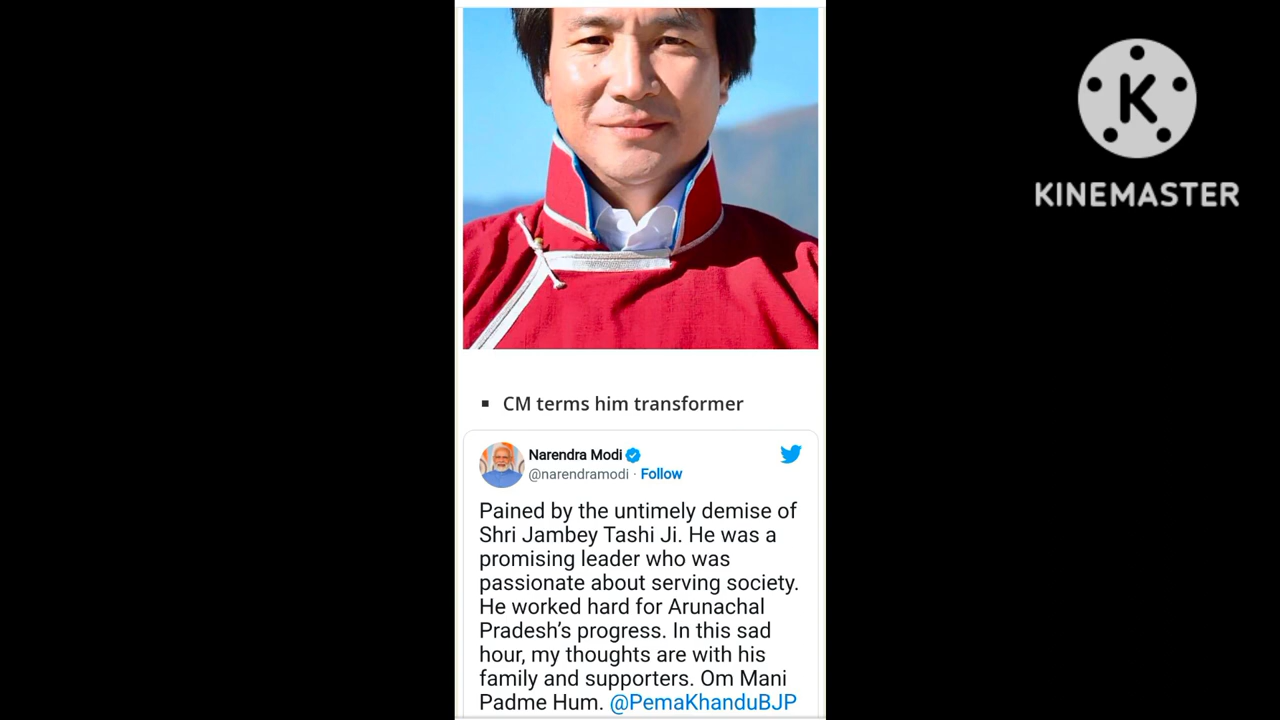 K
KINEMASTER
▪ CM terms him transformer
Narendra Modi
@narendramodi · Follow
Pained by the untimely demise of
Shri Jambey Tashi Ji. He was a
promising leader who was
passionate about serving society.
He worked hard for Arunachal
Pradesh’s progress. In this sad
hour, my thoughts are with his
family and supporters. Om Mani
Padme Hum. @PemaKhanduBJP